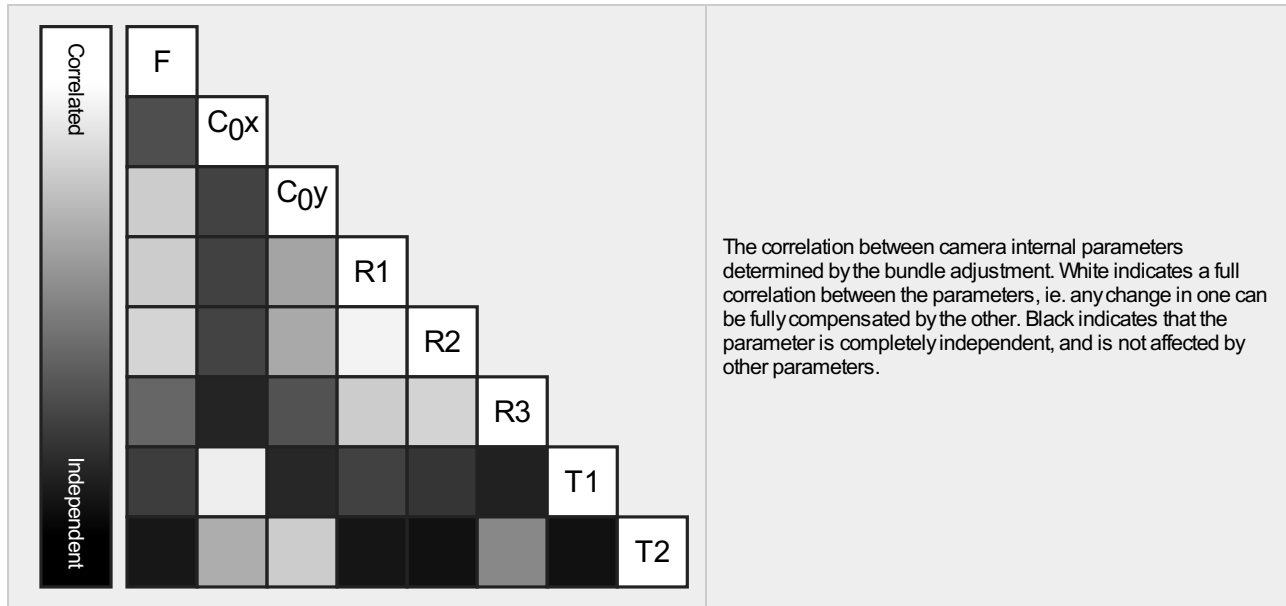 Correlated
Independent
F
C0x
C0y
R1
R2
R3
T1
T2
The correlation between camera internal parameters
determined by the bundle adjustment. White indicates a full
correlation between the parameters, ie. any change in one can
be fully compensated by the other. Black indicates that the
parameter is completely independent, and is not affected by
other parameters.